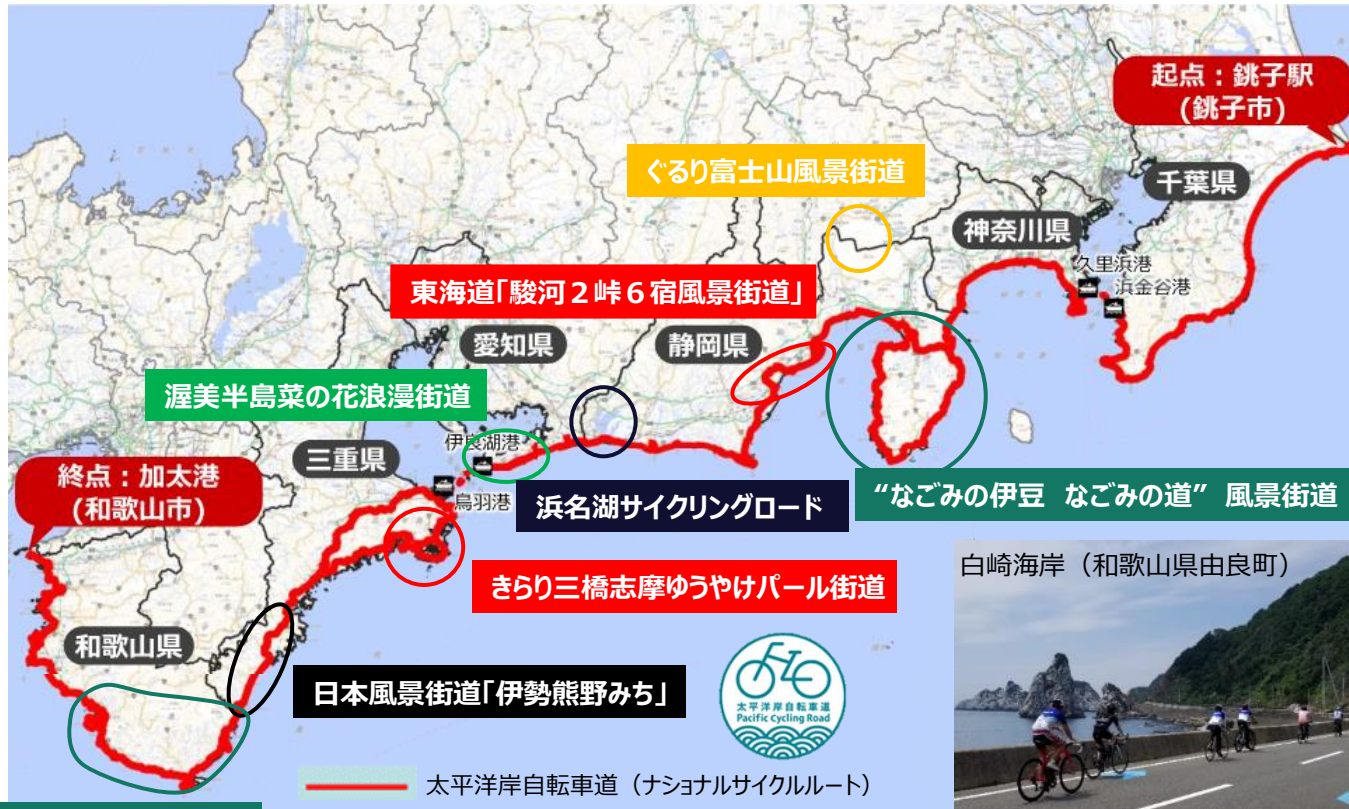 起点：銚子駅
(銚子市)
ぐるり富士山風景街道
千葉県
神奈川県
久里浜港
浜金谷港
東海道「駿河２峠６宿風景街道」
愛知県
静岡県
渥美半島菜の花浪漫街道
伊良湖港
三重県
終点：加太港
(和歌山市)
鳥羽港
浜名湖サイクリングロード
“なごみの伊豆 なごみの道” 風景街道
白崎海岸（和歌山県由良町）
きらり三橋志摩ゆうやけパール街道
和歌山県
日本風景街道「伊勢熊野みち」
太平洋岸自転車道
Pacific Cycling Road
太平洋岸自転車道（ナショナルサイクルルート）